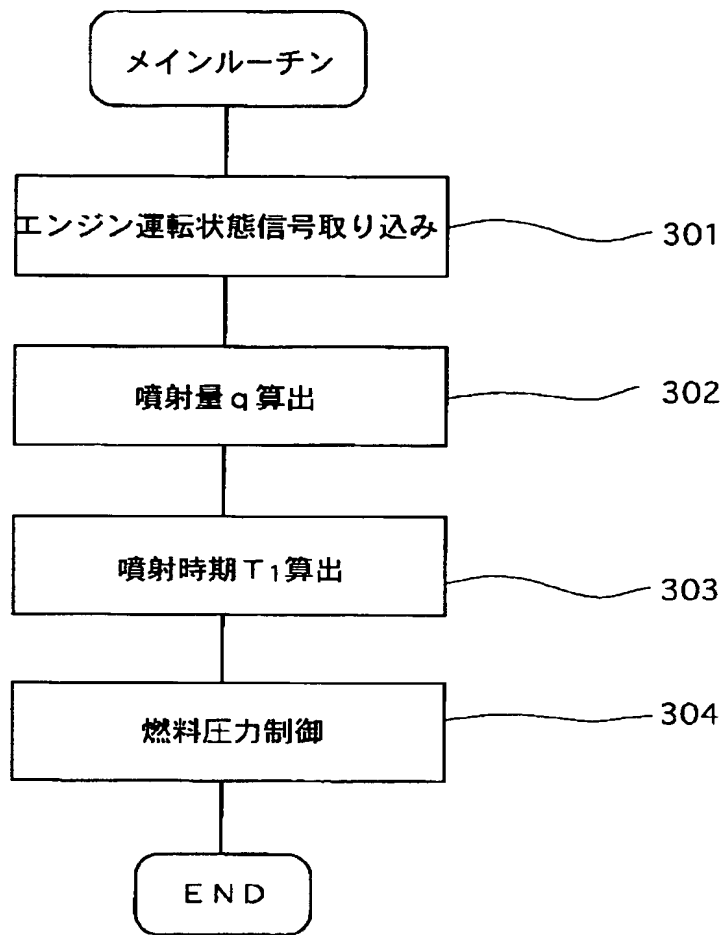 メインルーチン
エンジン運転状態信号取り込み
301
噴射量q算出
302
噴射時期T1算出
303
燃料圧力制御
304
END